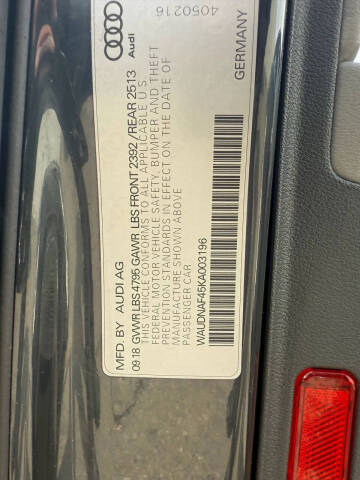 Audi
4050216
MFD. BY AUDI AG
09 18 GVWR LBS 4795 GAWR LBS FRONT 2392 / REAR 2513
THIS VEHICLE CONFORMS TO ALL APPLICABLE U.S.
FEDERAL MOTOR VEHICLE SAFETY, BUMPER AND THEFT
PREVENTION STANDARDS IN EFFECT ON THE DATE OF
MANUFACTURE SHOWN ABOVE
PASSENGER CAR
WAUDNAF45KA003196
GERMANY